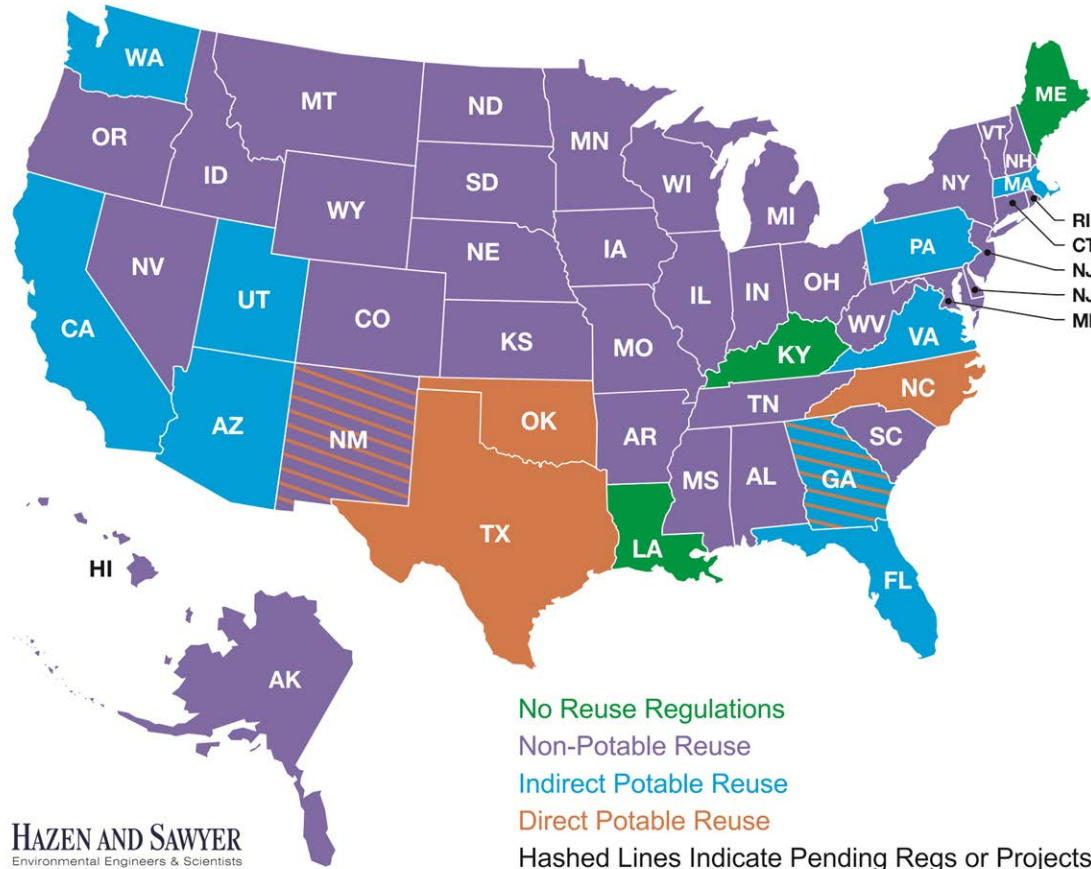 WA
MT
ND
MN
ME
VT
NH
OR
ID
SD
WI
NY
MA
WY
MI
RI
CT
NV
NE
IA
PA
NJ
UT
IL
IN
OH
NJ
CA
CO
KS
MO
WV
VA
KY
NC
AZ
NM
OK
AR
TN
SC
MS
AL
GA
TX
LA
HI
FL
AK
No Reuse Regulations
Non-Potable Reuse
Indirect Potable Reuse
Direct Potable Reuse
Hashed Lines Indicate Pending Regs or Projects
HAZEN AND SAWYER
Environmental Engineers & Scientists